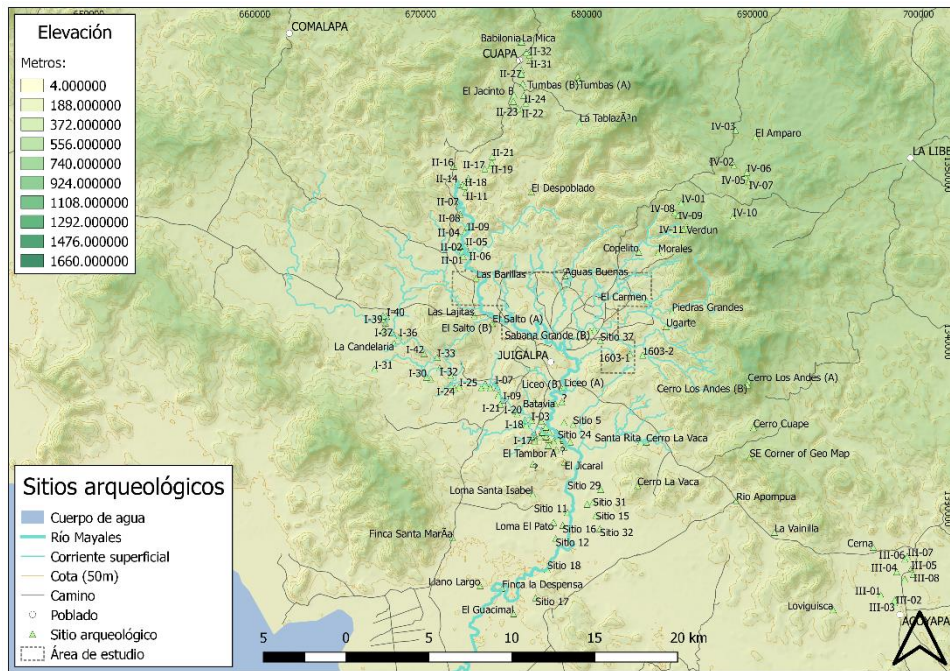 650000
660000
670000
680000
690000
700000
Elevación
Metros:
4.000000
188.000000
372.000000
556.000000
740.000000
924.000000
1108.000000
1292.000000
1476.000000
1660.000000
COMALAPA
Babilonia La Mica
II-32
CUAPA
II-31
II-27
Tumbas (B) Tumbas (A)
El Jacinto B
II-24
II-23
II-22
La TablazÃ³n
IV-03
El Amparo
LA LIBE
1350000
II-21
II-16
II-17
II-19
II-14
II-18
II-11
El Despoblado
IV-02
IV-06
IV-05
IV-07
II-07
IV-01
IV-08
IV-09
IV-10
II-08
II-09
II-04
IV-11
Verdun
II-05
II-02
II-06
II-01
Copelito
Morales
Las Barillas
Aguas Buenas
El Carmen
Piedras Grandes
Las Lajitas
El Salto (A)
Ugarte
I-40
I-39
El Salto (B)
Sabana Grande (B)
Sitio 37
1340000
I-37
I-36
La Candelaria
I-42
I-33
JUIGALPA
1603-1
1603-2
I-31
I-32
I-30
I-24
I-25
I-07
Liceo (B)
Liceo (A)
Cerro Los Andes (B)
Cerro Los Andes (A)
I-09
Batavia
?
I-21
I-20
I-03
Sitio 5
Cerro Cuape
I-18
I-17
Sitio 24
Santa Rita
Cerro La Vaca
El Tambor A
?
SE Corner of Geo Map
?
El Jicaral
Sitios arqueológicos
Cuerpo de agua
Río Mayales
Corriente superficial
Cota (50m)
Camino
Poblado
Sitio arqueológico
Área de estudio
Loma Santa Isabel
Sitio 29
Cerro La Vaca
Sitio 31
Rio Apompua
Sitio 11
Sitio 15
1330000
Loma El Pato
Sitio 16
Sitio 32
Finca Santa MarÃa
Sitio 12
La Vainilla
Cerna
III-06
III-07
Sitio 18
III-04
III-05
III-08
Llano Largo
Finca la Despensa
III-01
Sitio 17
III-02
El Guacimal
Loviguisca
III-03
ACOYAPA
5
0
5
10
15
20 km